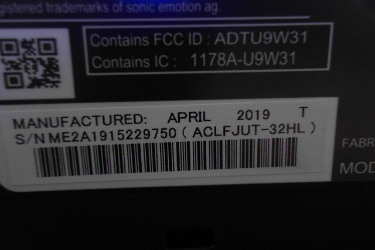 gistered trademarks of sonic emotion ag.
Contains FCC ID : ADTU9W31
Contains IC : 1178A-U9W31
MANUFACTURED: APRIL 2019 T
S/N ME2A1915229750 ( ACLFJUT-32HL )
FABR
MOD